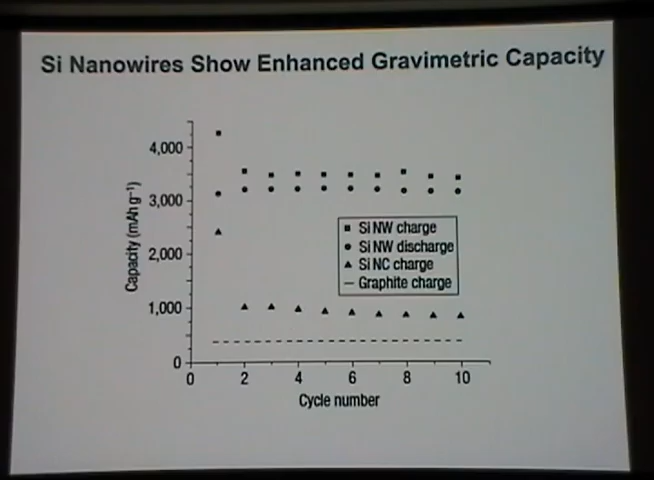 Si Nanowires Show Enhanced Gravimetric Capacity
Capacity (mAh g⁻¹)
4,000
3,000
2,000
1,000
0
Si NW charge
Si NW discharge
Si NC charge
Graphite charge
0 2 4 6 8 10
Cycle number